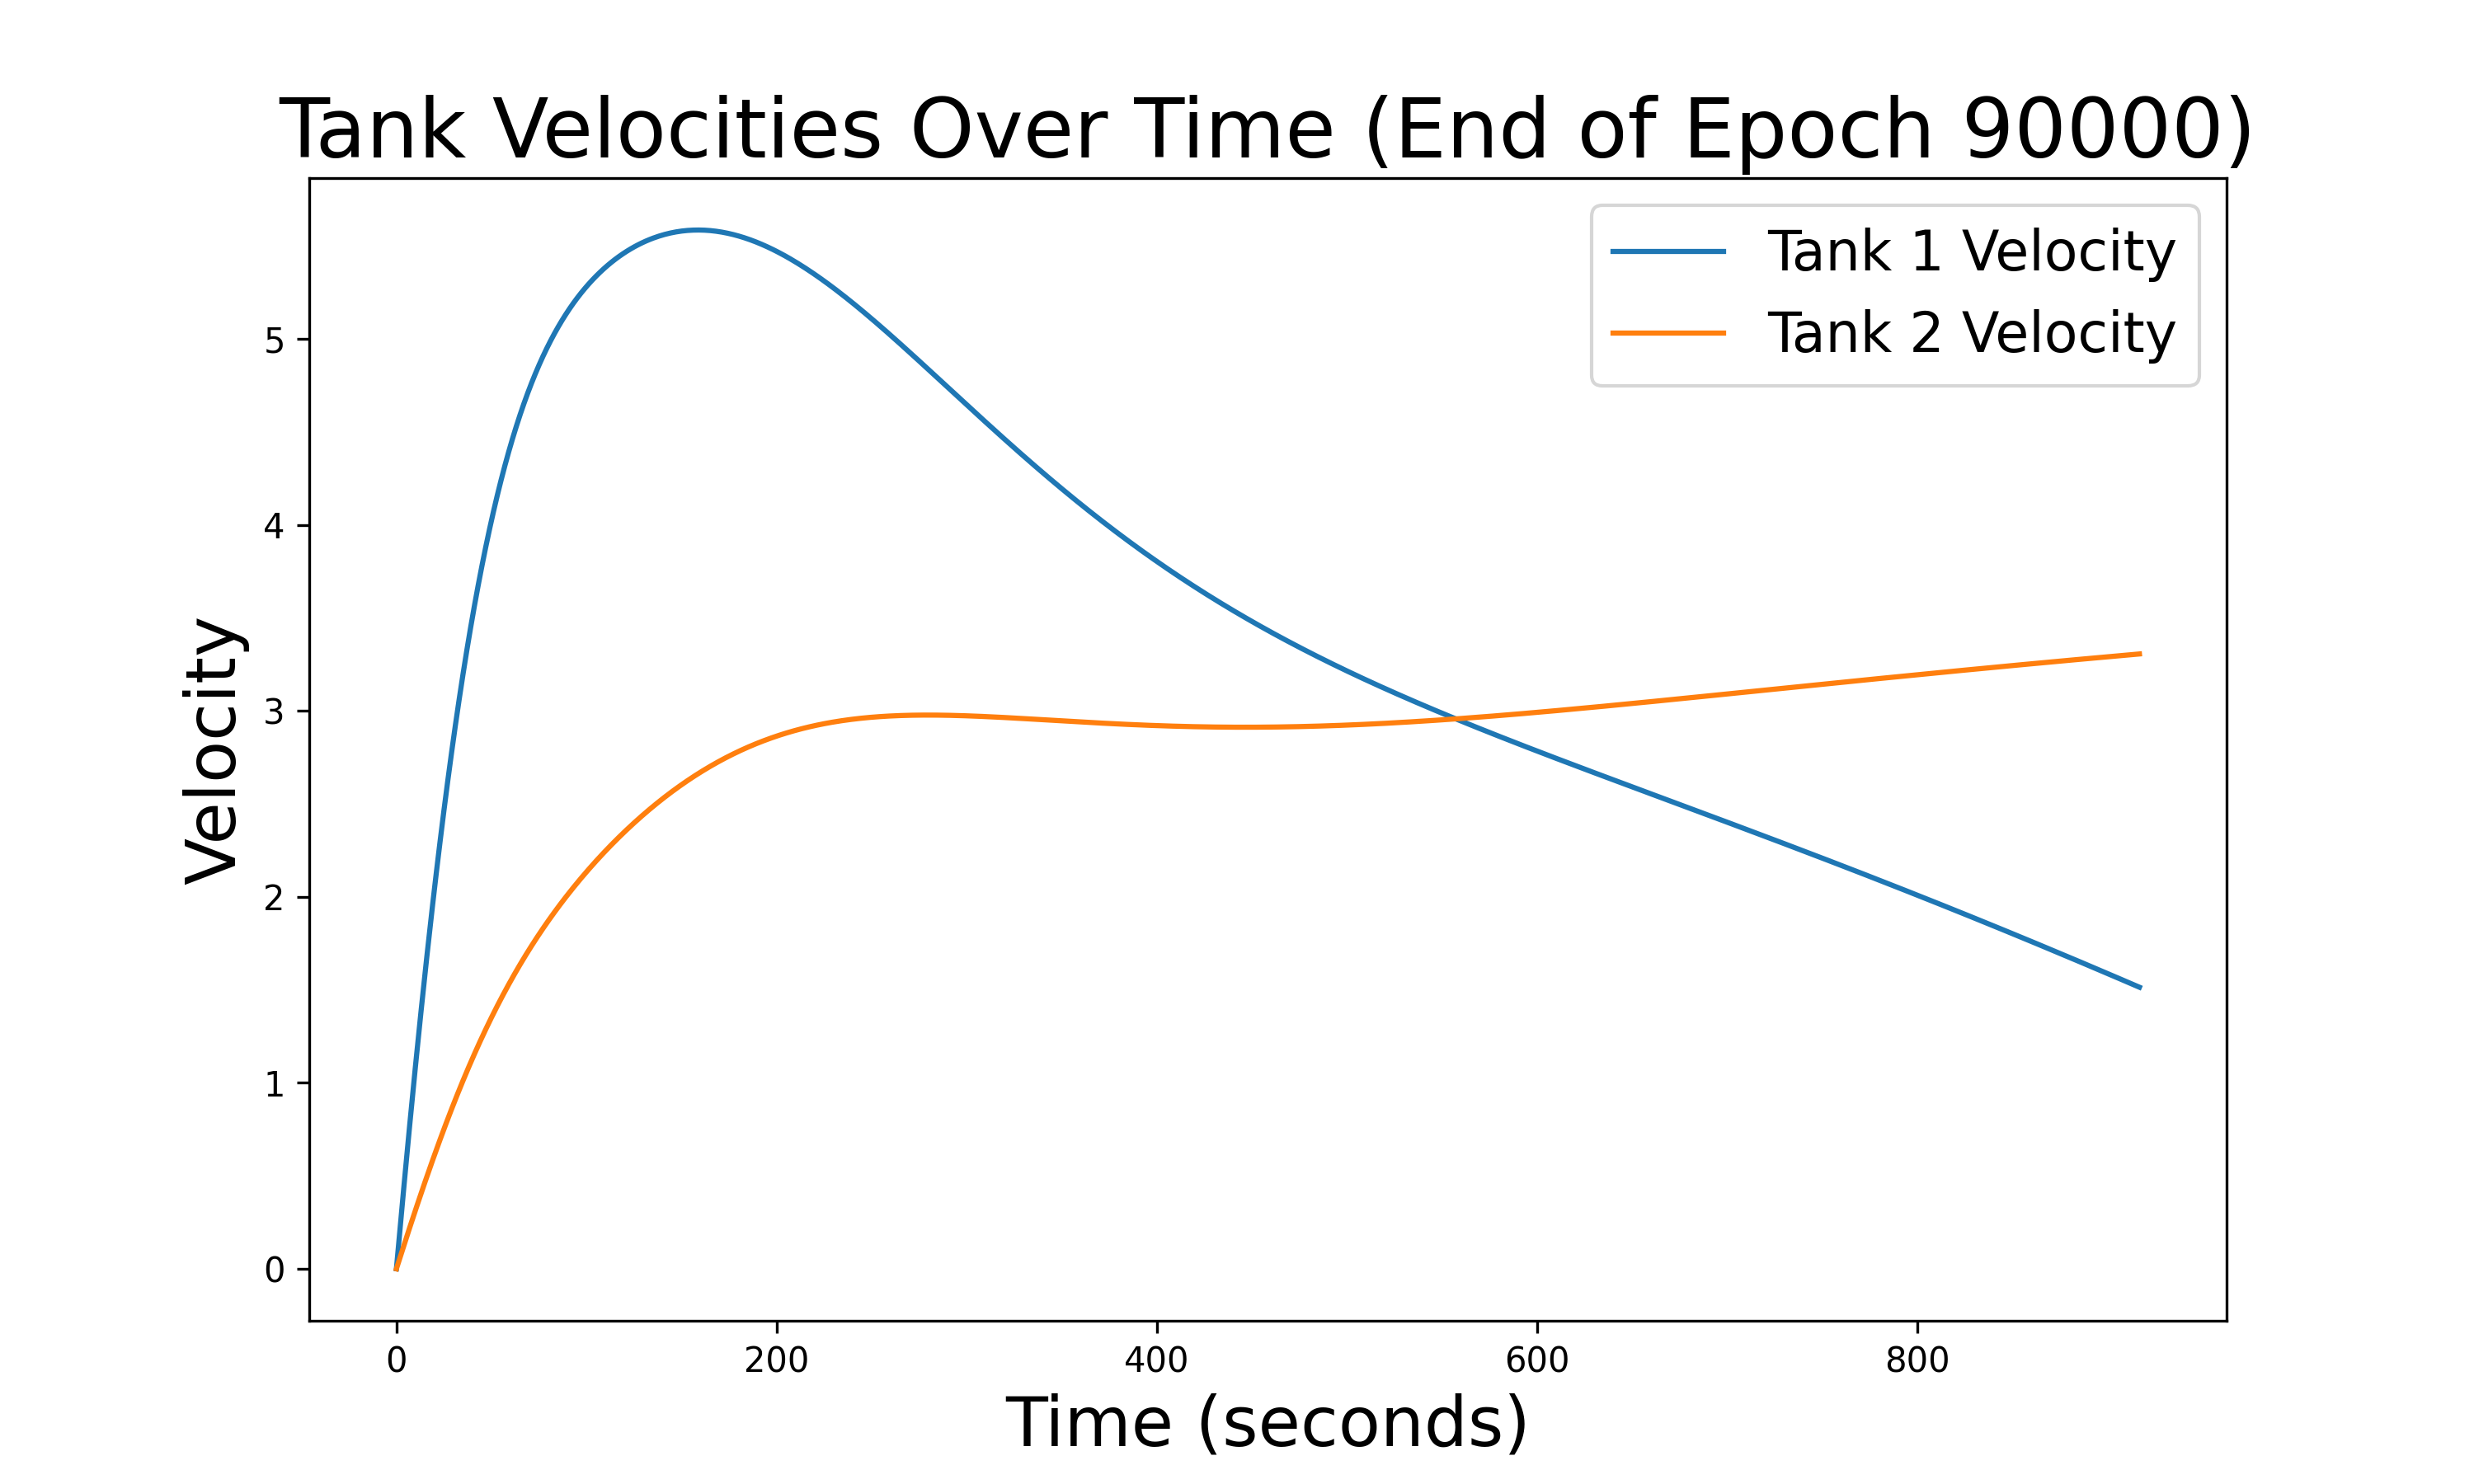 Tank Velocities Over Time (End of Epoch 90000)
Tank 1 Velocity
Tank 2 Velocity
Velocity
5
4
3
2
1
0
0 200 400 600 800
Time (seconds)